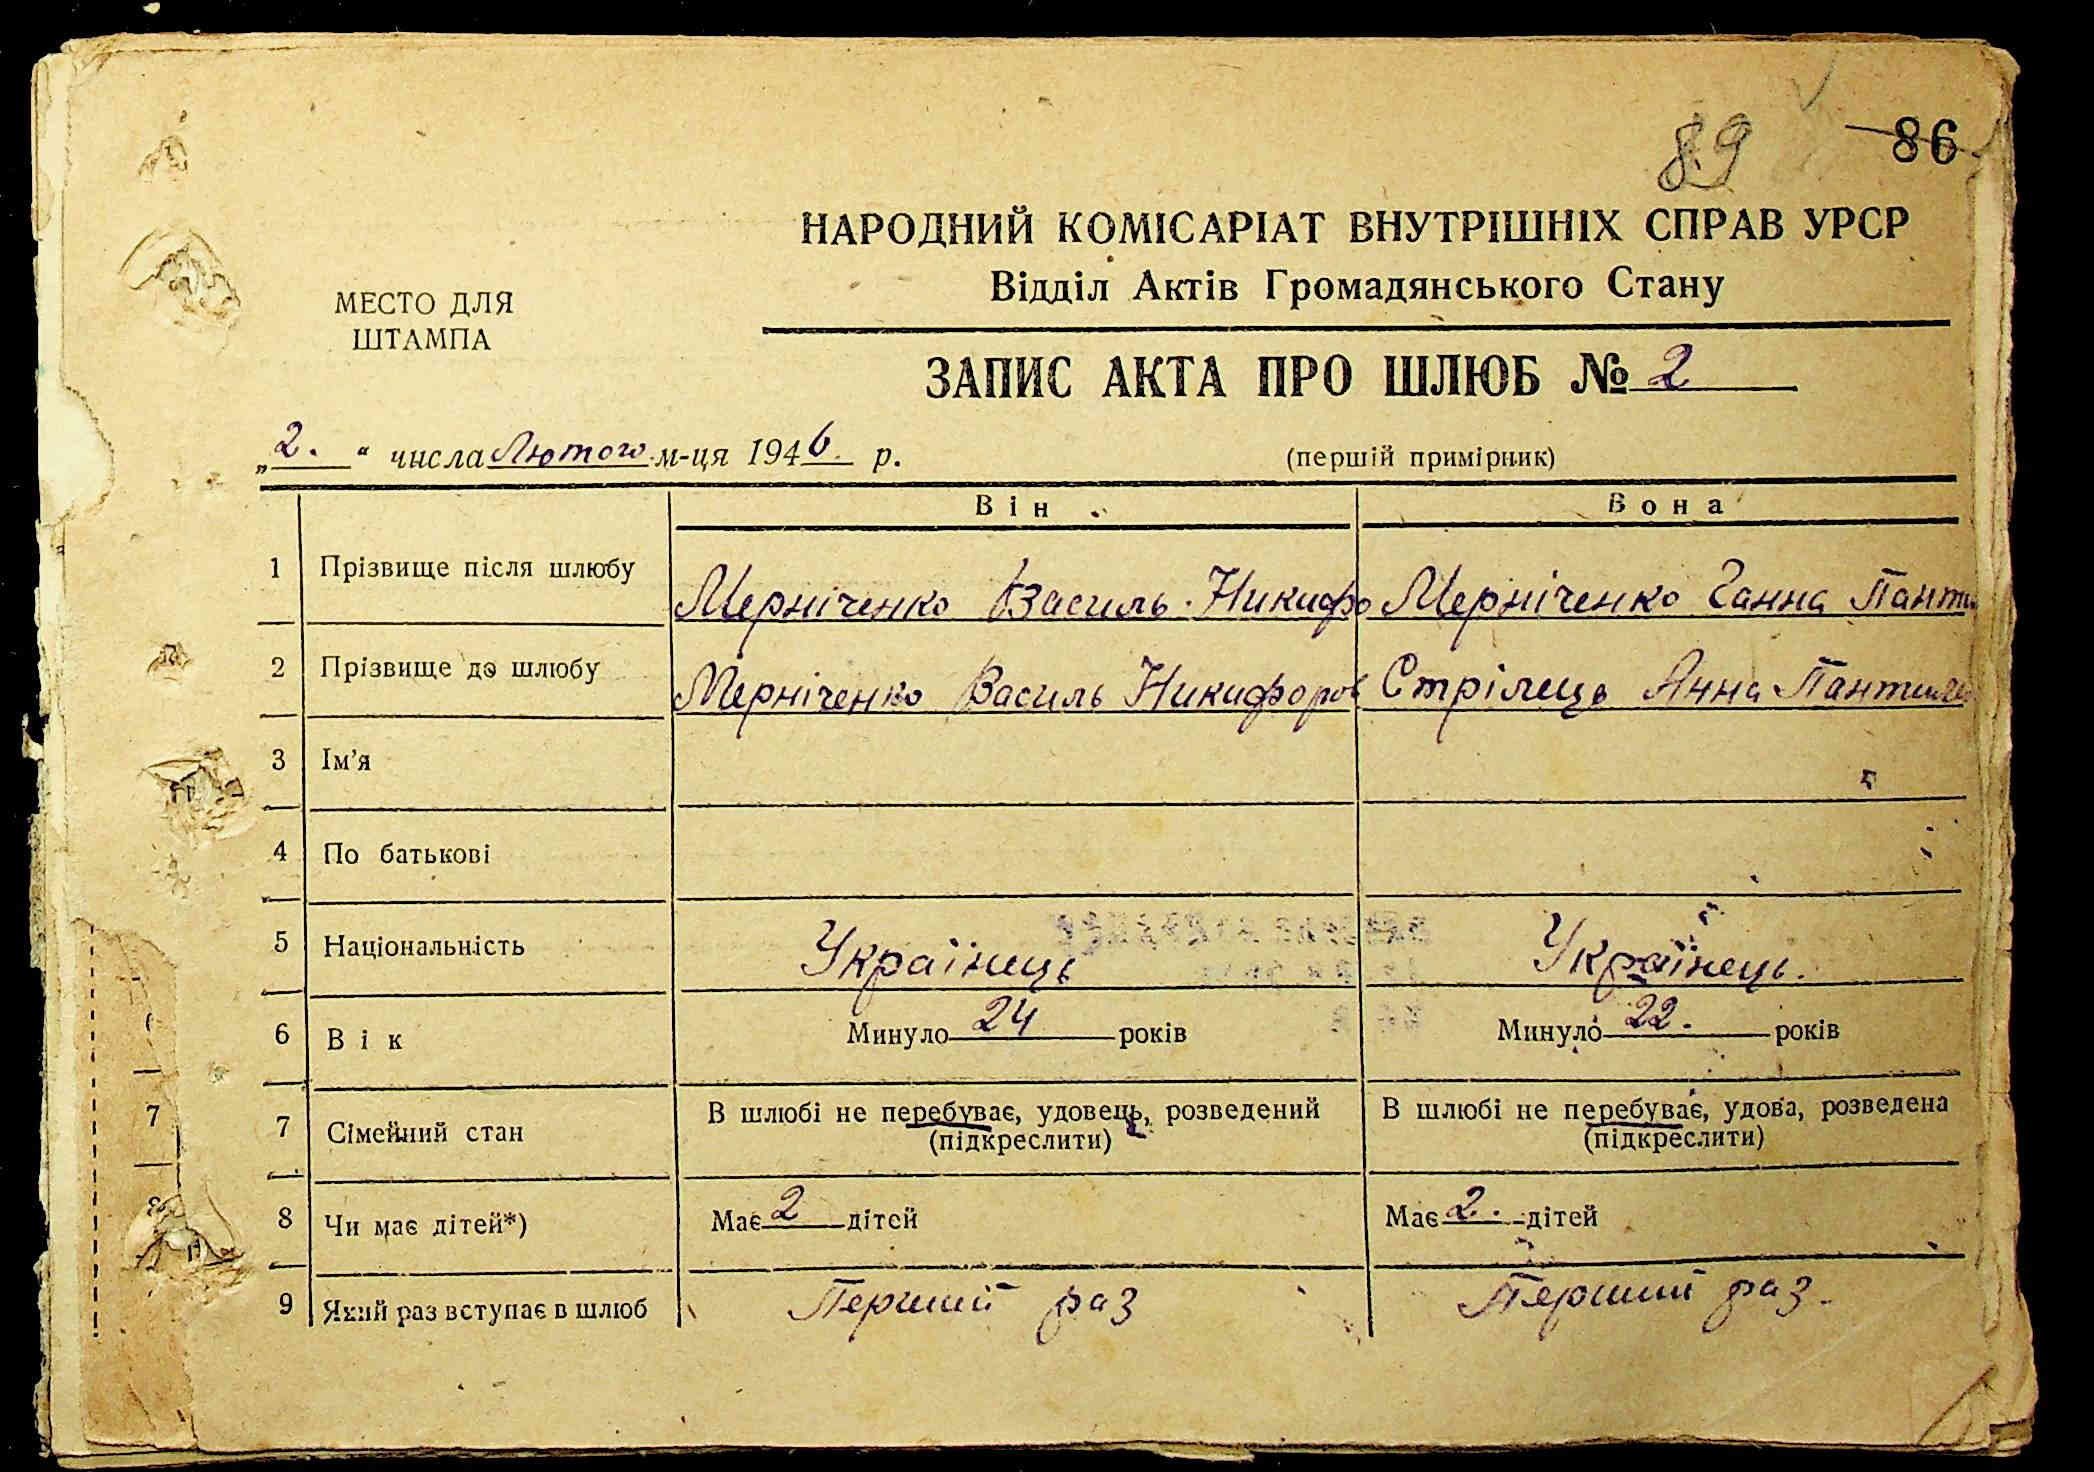 89 86
НАРОДНИЙ КОМІСАРІАТ ВНУТРІШНІХ СПРАВ УРСР
Відділ Актів Громадянського Стану
МЕСТО ДЛЯ
ШТАМПА
ЗАПИС АКТА ПРО ШЛЮБ № 2
„2.“ числа Лютого м-ця 1946. р.
(першій примірник)
Він Вона
1 Прізвище після шлюбу Мерніченко Василь Никифо Мерніченко Ганна Панти
2 Прізвище до шлюбу Мерніченко Василь Никифоров Стрілець Анна Пантилє
3 Ім’я
4 По батькові
5 Національність Українець Українець.
6 Вік Минуло 24 років Минуло 22. років
7 7 Сімейний стан В шлюбі не перебуває, удовець, розведений В шлюбі не перебуває, удова, розведена
(підкреслити) (підкреслити)
8 Чи має дітей*) Має 2 дітей Має 2. дітей
9 Який раз вступає в шлюб Перший раз Перший раз.